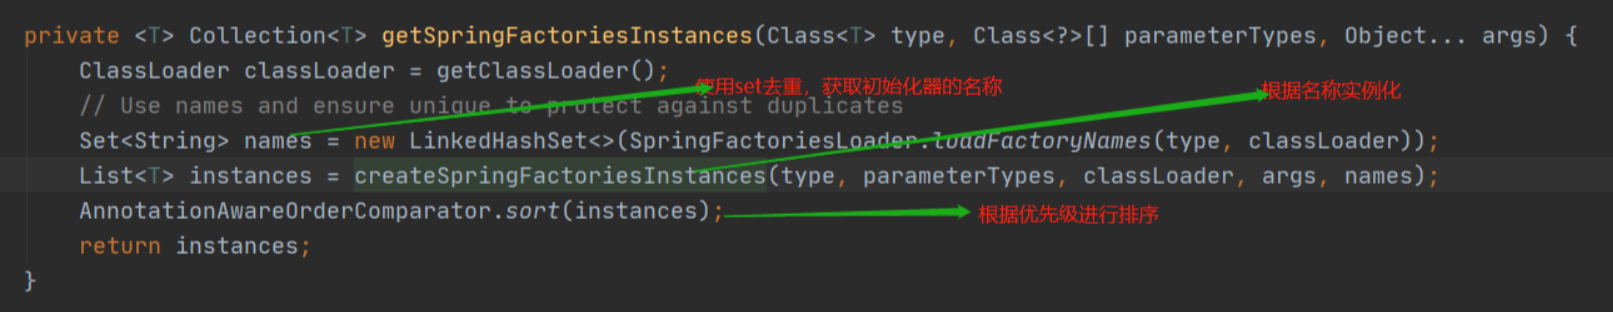 private <T> Collection<T> getSpringFactoriesInstances(Class<T> type, Class<?>[] parameterTypes, Object... args) {
ClassLoader classLoader = getClassLoader();
使用set去重，获取初始化器的名称
根据名称实例化
// Use names and ensure unique to protect against duplicates
Set<String> names = new LinkedHashSet<>(SpringFactoriesLoader.loadFactoryNames(type, classLoader));
List<T> instances = createSpringFactoriesInstances(type, parameterTypes, classLoader, args, names);
AnnotationAwareOrderComparator.sort(instances);
根据优先级进行排序
return instances;
}